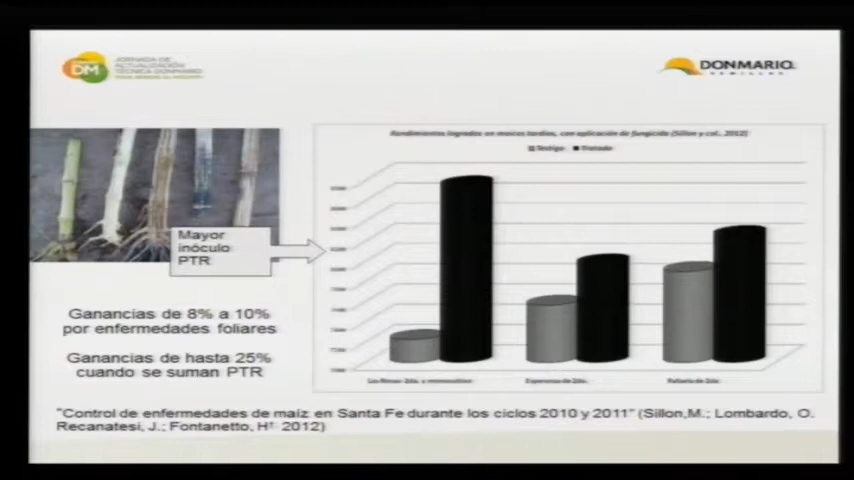 DM
JORNADA DE
ACTUALIZACIÓN
TÉCNICA DONMARIO
DONMARIO
SEMILLAS
Rendimientos logrados en maíces tardíos, con aplicación de fungicida (Sillon y col., 2012)
Testigo Tratado
Mayor
inóculo
PTR
Ganancias de 8% a 10%
por enfermedades foliares
Ganancias de hasta 25%
cuando se suman PTR
Esperanza de 2da.
Rafaela de 2da.
"Control de enfermedades de maíz en Santa Fe durante los ciclos 2010 y 2011" (Sillon,M.; Lombardo, O.
Recanatesi, J.; Fontanetto, H†. 2012)